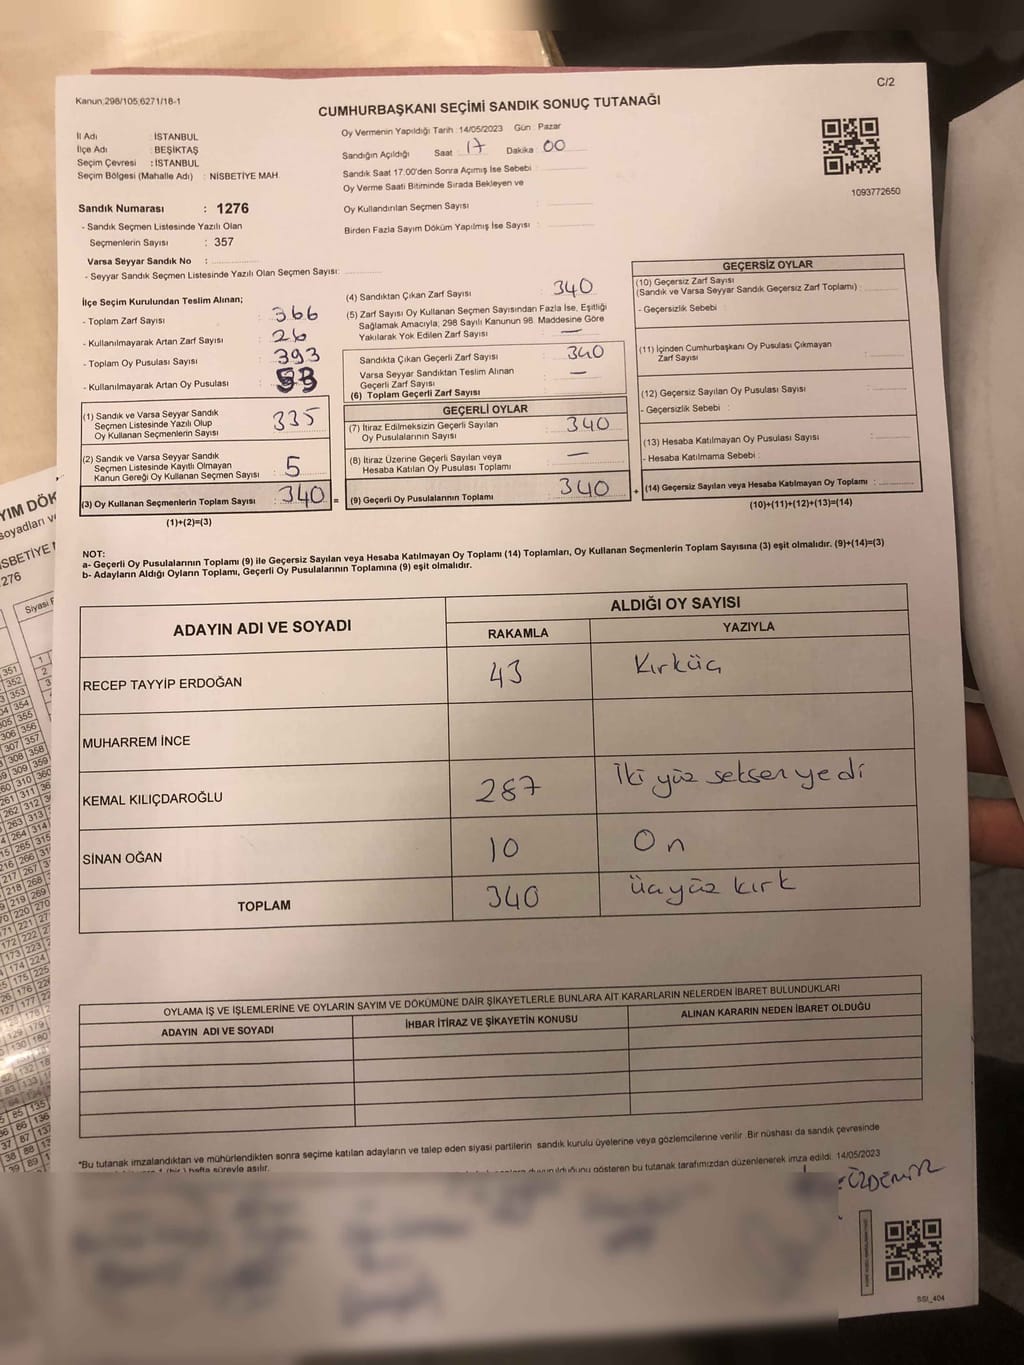 C/2
Kanun;298/105,6271/18-1
CUMHURBAŞKANI SEÇİMİ SANDIK SONUÇ TUTANAĞI
İl Adı : İSTANBUL
İlçe Adı : BEŞİKTAŞ
Seçim Çevresi : İSTANBUL
Seçim Bölgesi (Mahalle Adı) : NİSBETİYE MAH.
Oy Vermenin Yapıldığı Tarih :14/05/2023 Gün : Pazar
Sandığın Açıldığı Saat : 17 Dakika : 00
Sandık Saat 17.00'den Sonra Açımış İse Sebebi :
Oy Verme Saati Bitiminde Sırada Bekleyen ve
Oy Kullandırılan Seçmen Sayısı :
Birden Fazla Sayım Döküm Yapılmış İse Sayısı :
1093772650
Sandık Numarası : 1276
- Sandık Seçmen Listesinde Yazılı Olan
Seçmenlerin Sayısı : 357
Varsa Seyyar Sandık No :
- Seyyar Sandık Seçmen Listesinde Yazılı Olan Seçmen Sayısı:
İlçe Seçim Kurulundan Teslim Alınan;
- Toplam Zarf Sayısı : 366
- Kullanılmayarak Artan Zarf Sayısı : 26
- Toplam Oy Pusulası Sayısı : 393
- Kullanılmayarak Artan Oy Pusulası : 53
(1) Sandık ve Varsa Seyyar Sandık
Seçmen Listesinde Yazılı Olup
Oy Kullanan Seçmenlerin Sayısı : 335
(2) Sandık ve Varsa Seyyar Sandık
Seçmen Listesinde Kayıtlı Olmayan
Kanun Gereği Oy Kullanan Seçmen Sayısı : 5
(3) Oy Kullanan Seçmenlerin Toplam Sayısı : 340 =
(1)+(2)=(3)
(4) Sandıktan Çıkan Zarf Sayısı : 340
(5) Zarf Sayısı Oy Kullanan Seçmen Sayısından Fazla İse, Eşitliği
Sağlamak Amacıyla; 298 Sayılı Kanunun 98. Maddesine Göre
Yakılarak Yok Edilen Zarf Sayısı : —
Sandıkta Çıkan Geçerli Zarf Sayısı : 340
Varsa Seyyar Sandıktan Teslim Alınan
Geçerli Zarf Sayısı : —
(6) Toplam Geçerli Zarf Sayısı :
GEÇERLİ OYLAR
(7) İtiraz Edilmeksizin Geçerli Sayılan
Oy Pusulalarının Sayısı : 340
(8) İtiraz Üzerine Geçerli Sayılan veya
Hesaba Katılan Oy Pusulası Toplamı : —
(9) Geçerli Oy Pusulalarının Toplamı : 340 +
GEÇERSİZ OYLAR
(10) Geçersiz Zarf Sayısı
(Sandık ve Varsa Seyyar Sandık Geçersiz Zarf Toplamı) :
- Geçersizlik Sebebi :
(11) İçinden Cumhurbaşkanı Oy Pusulası Çıkmayan
Zarf Sayısı :
(12) Geçersiz Sayılan Oy Pusulası Sayısı :
- Geçersizlik Sebebi :
(13) Hesaba Katılmayan Oy Pusulası Sayısı :
- Hesaba Katılmama Sebebi :
(14) Geçersiz Sayılan veya Hesaba Katılmayan Oy Toplamı :
(10)+(11)+(12)+(13)=(14)
NOT:
a- Geçerli Oy Pusulalarının Toplamı (9) ile Geçersiz Sayılan veya Hesaba Katılmayan Oy Toplamı (14) Toplamları, Oy Kullanan Seçmenlerin Toplam Sayısına (3) eşit olmalıdır. (9)+(14)=(3)
b- Adayların Aldığı Oyların Toplamı, Geçerli Oy Pusulalarının Toplamına (9) eşit olmalıdır.
ADAYIN ADI VE SOYADI
ALDIĞI OY SAYISI
RAKAMLA YAZIYLA
RECEP TAYYİP ERDOĞAN 43 Kırküç
MUHARREM İNCE
KEMAL KILIÇDAROĞLU 287 İki yüz seksen yedi
SİNAN OĞAN 10 On
TOPLAM 340 üçyüz kırk
OYLAMA İŞ VE İŞLEMLERİNE VE OYLARIN SAYIM VE DÖKÜMÜNE DAİR ŞİKAYETLERLE BUNLARA AİT KARARLARIN NELERDEN İBARET BULUNDUKLARI
ADAYIN ADI VE SOYADI İHBAR İTİRAZ VE ŞİKAYETİN KONUSU ALINAN KARARIN NEDEN İBARET OLDUĞU
*Bu tutanak imzalandıktan ve mühürlendikten sonra seçime katılan adayların ve talep eden siyasi partilerin sandık kurulu üyelerine veya gözlemcilerine verilir. Bir nüshası da sandık çevresinde
hafta süreyle asılır.
gösteren bu tutanak tarafımızdan düzenlenerek imza edildi. 14/05/2023
ÖZDEMİR
SSI_404